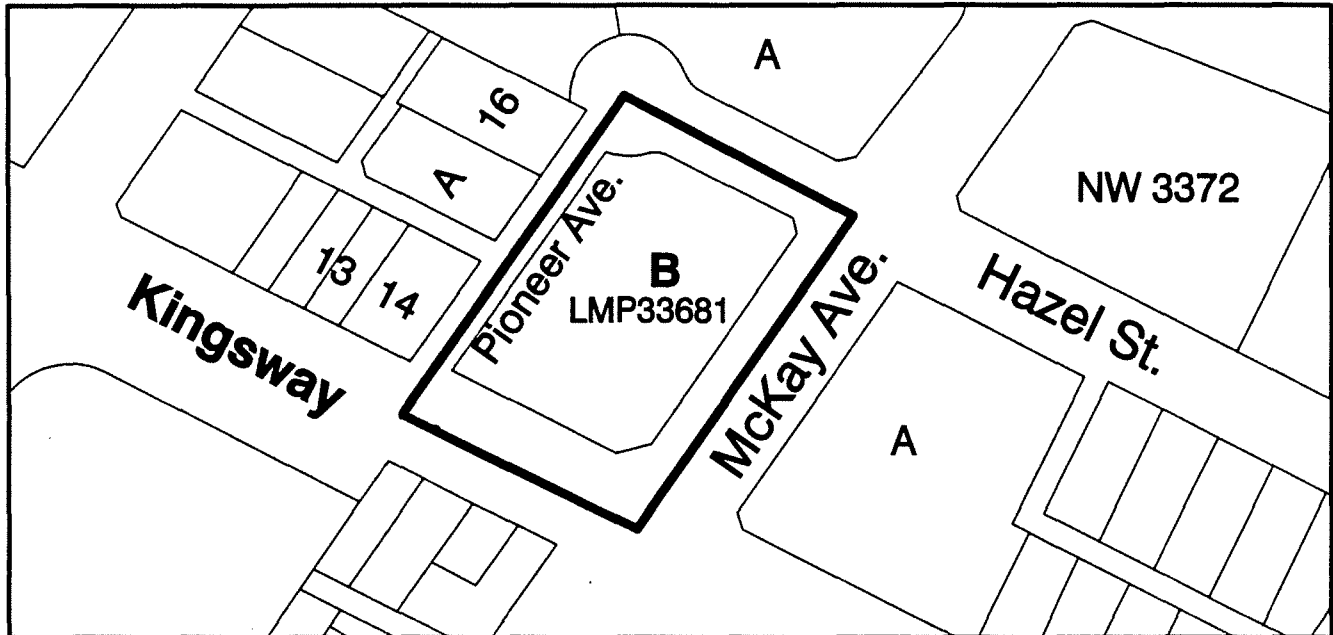 A
16
A
NW 3372
Pioneer Ave.
B
LMP33681
13
14
Kingsway
McKay Ave.
Hazel St.
A